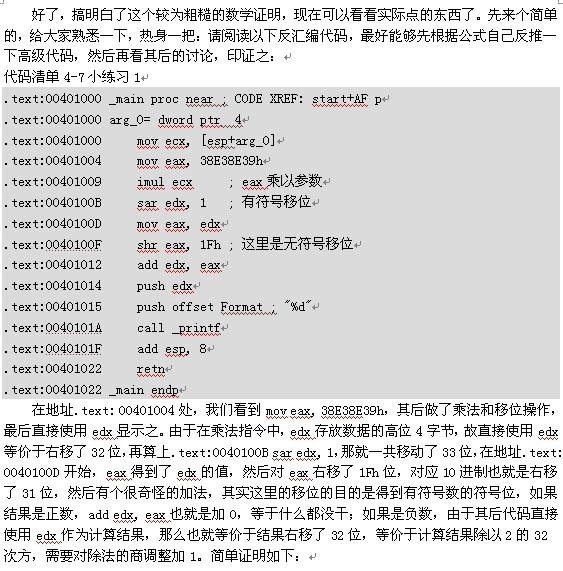 好了，搞明白了这个较为粗糙的数学证明，现在可以看看实际点的东西了。先来个简单
的，给大家熟悉一下，热身一把：请阅读以下反汇编代码，最好能够先根据公式自己反推一
下高级代码，然后再看其后的讨论，印证之：
代码清单 4-7 小练习 1
.text:00401000 _main proc near ; CODE XREF: start+AF p
.text:00401000 arg_0= dword ptr  4
.text:00401000     mov ecx, [esp+arg_0]
.text:00401004     mov eax, 38E38E39h
.text:00401009     imul ecx     ; eax 乘以参数
.text:0040100B     sar edx, 1   ; 有符号移位
.text:0040100D     mov eax, edx
.text:0040100F     shr eax, 1Fh ; 这里是无符号移位
.text:00401012     add edx, eax
.text:00401014     push edx
.text:00401015     push offset Format ; "%d"
.text:0040101A     call _printf
.text:0040101F     add esp, 8
.text:00401022     retn
.text:00401022 _main endp
在地址.text:00401004 处，我们看到 mov eax, 38E38E39h，其后做了乘法和移位操作，
最后直接使用 edx 显示之。由于在乘法指令中，edx 存放数据的高位 4 字节，故直接使用 edx
等价于右移了 32 位，再算上.text:0040100B sar edx, 1，那就一共移动了 33 位，在地址.text:
0040100D 开始，eax 得到了 edx 的值，然后对 eax 右移了 1Fh 位，对应 10 进制也就是右移
了 31 位，然后有个很奇怪的加法，其实这里的移位的目的是得到有符号数的符号位，如果
结果是正数，add edx, eax 也就是加 0，等于什么都没干；如果是负数，由于其后代码直接
使用 edx 作为计算结果，那么也就等价于结果右移了 32 位，等价于计算结果除以 2 的 32
次方，需要对除法的商调整加 1。简单证明如下：